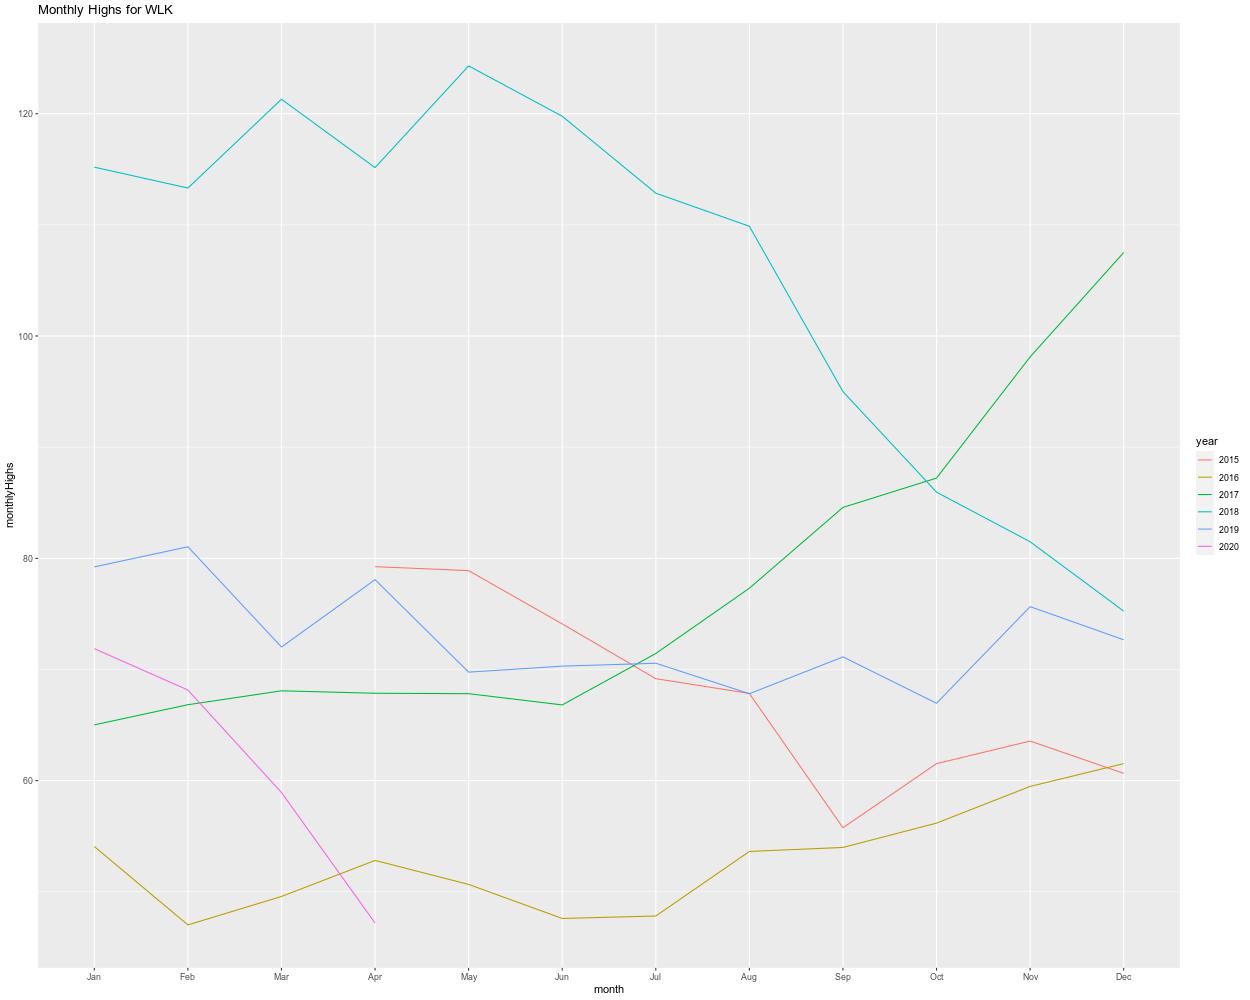 Monthly Highs for WLK
120
100
80
60
monthlyHighs
Jan Feb Mar Apr May Jun Jul Aug Sep Oct Nov Dec
month
year
2015
2016
2017
2018
2019
2020